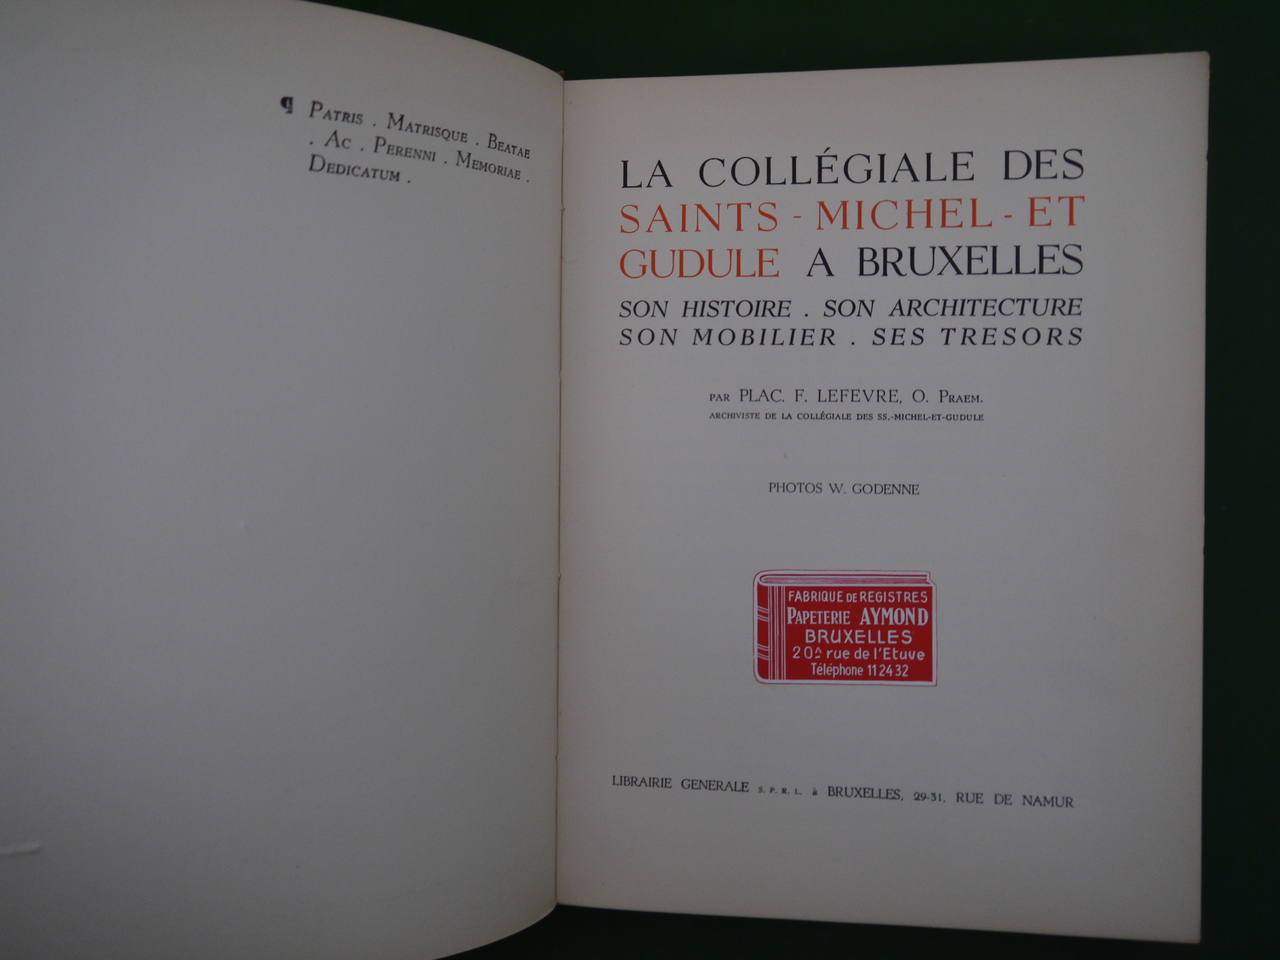 ¶ PATRIS . MATRISQUE . BEATAE
. AC . PERENNI . MEMORIAE .
DEDICATUM .
LA COLLÉGIALE DES
SAINTS - MICHEL - ET
GUDULE A BRUXELLES
SON HISTOIRE . SON ARCHITECTURE
SON MOBILIER . SES TRESORS
PAR PLAC. F. LEFEVRE, O. PRAEM.
ARCHIVISTE DE LA COLLÉGIALE DES SS.-MICHEL-ET-GUDULE
PHOTOS W. GODENNE
FABRIQUE DE REGISTRES
PAPETERIE AYMOND
BRUXELLES
20A rue de l'Etuve
Téléphone 11 24 32
LIBRAIRIE GENERALE S. P. R. L. à BRUXELLES, 29-31, RUE DE NAMUR